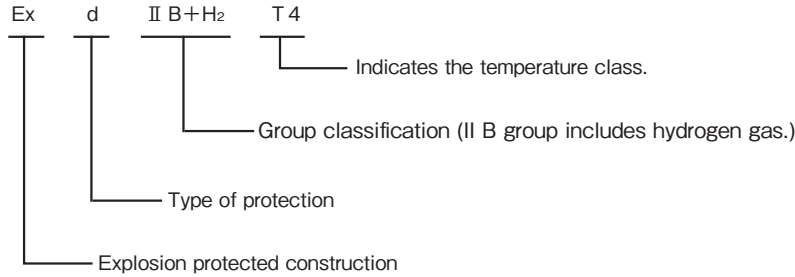 Ex d Ⅱ B+H₂ T4
Indicates the temperature class.
Group classification (II B group includes hydrogen gas.)
Type of protection
Explosion protected construction